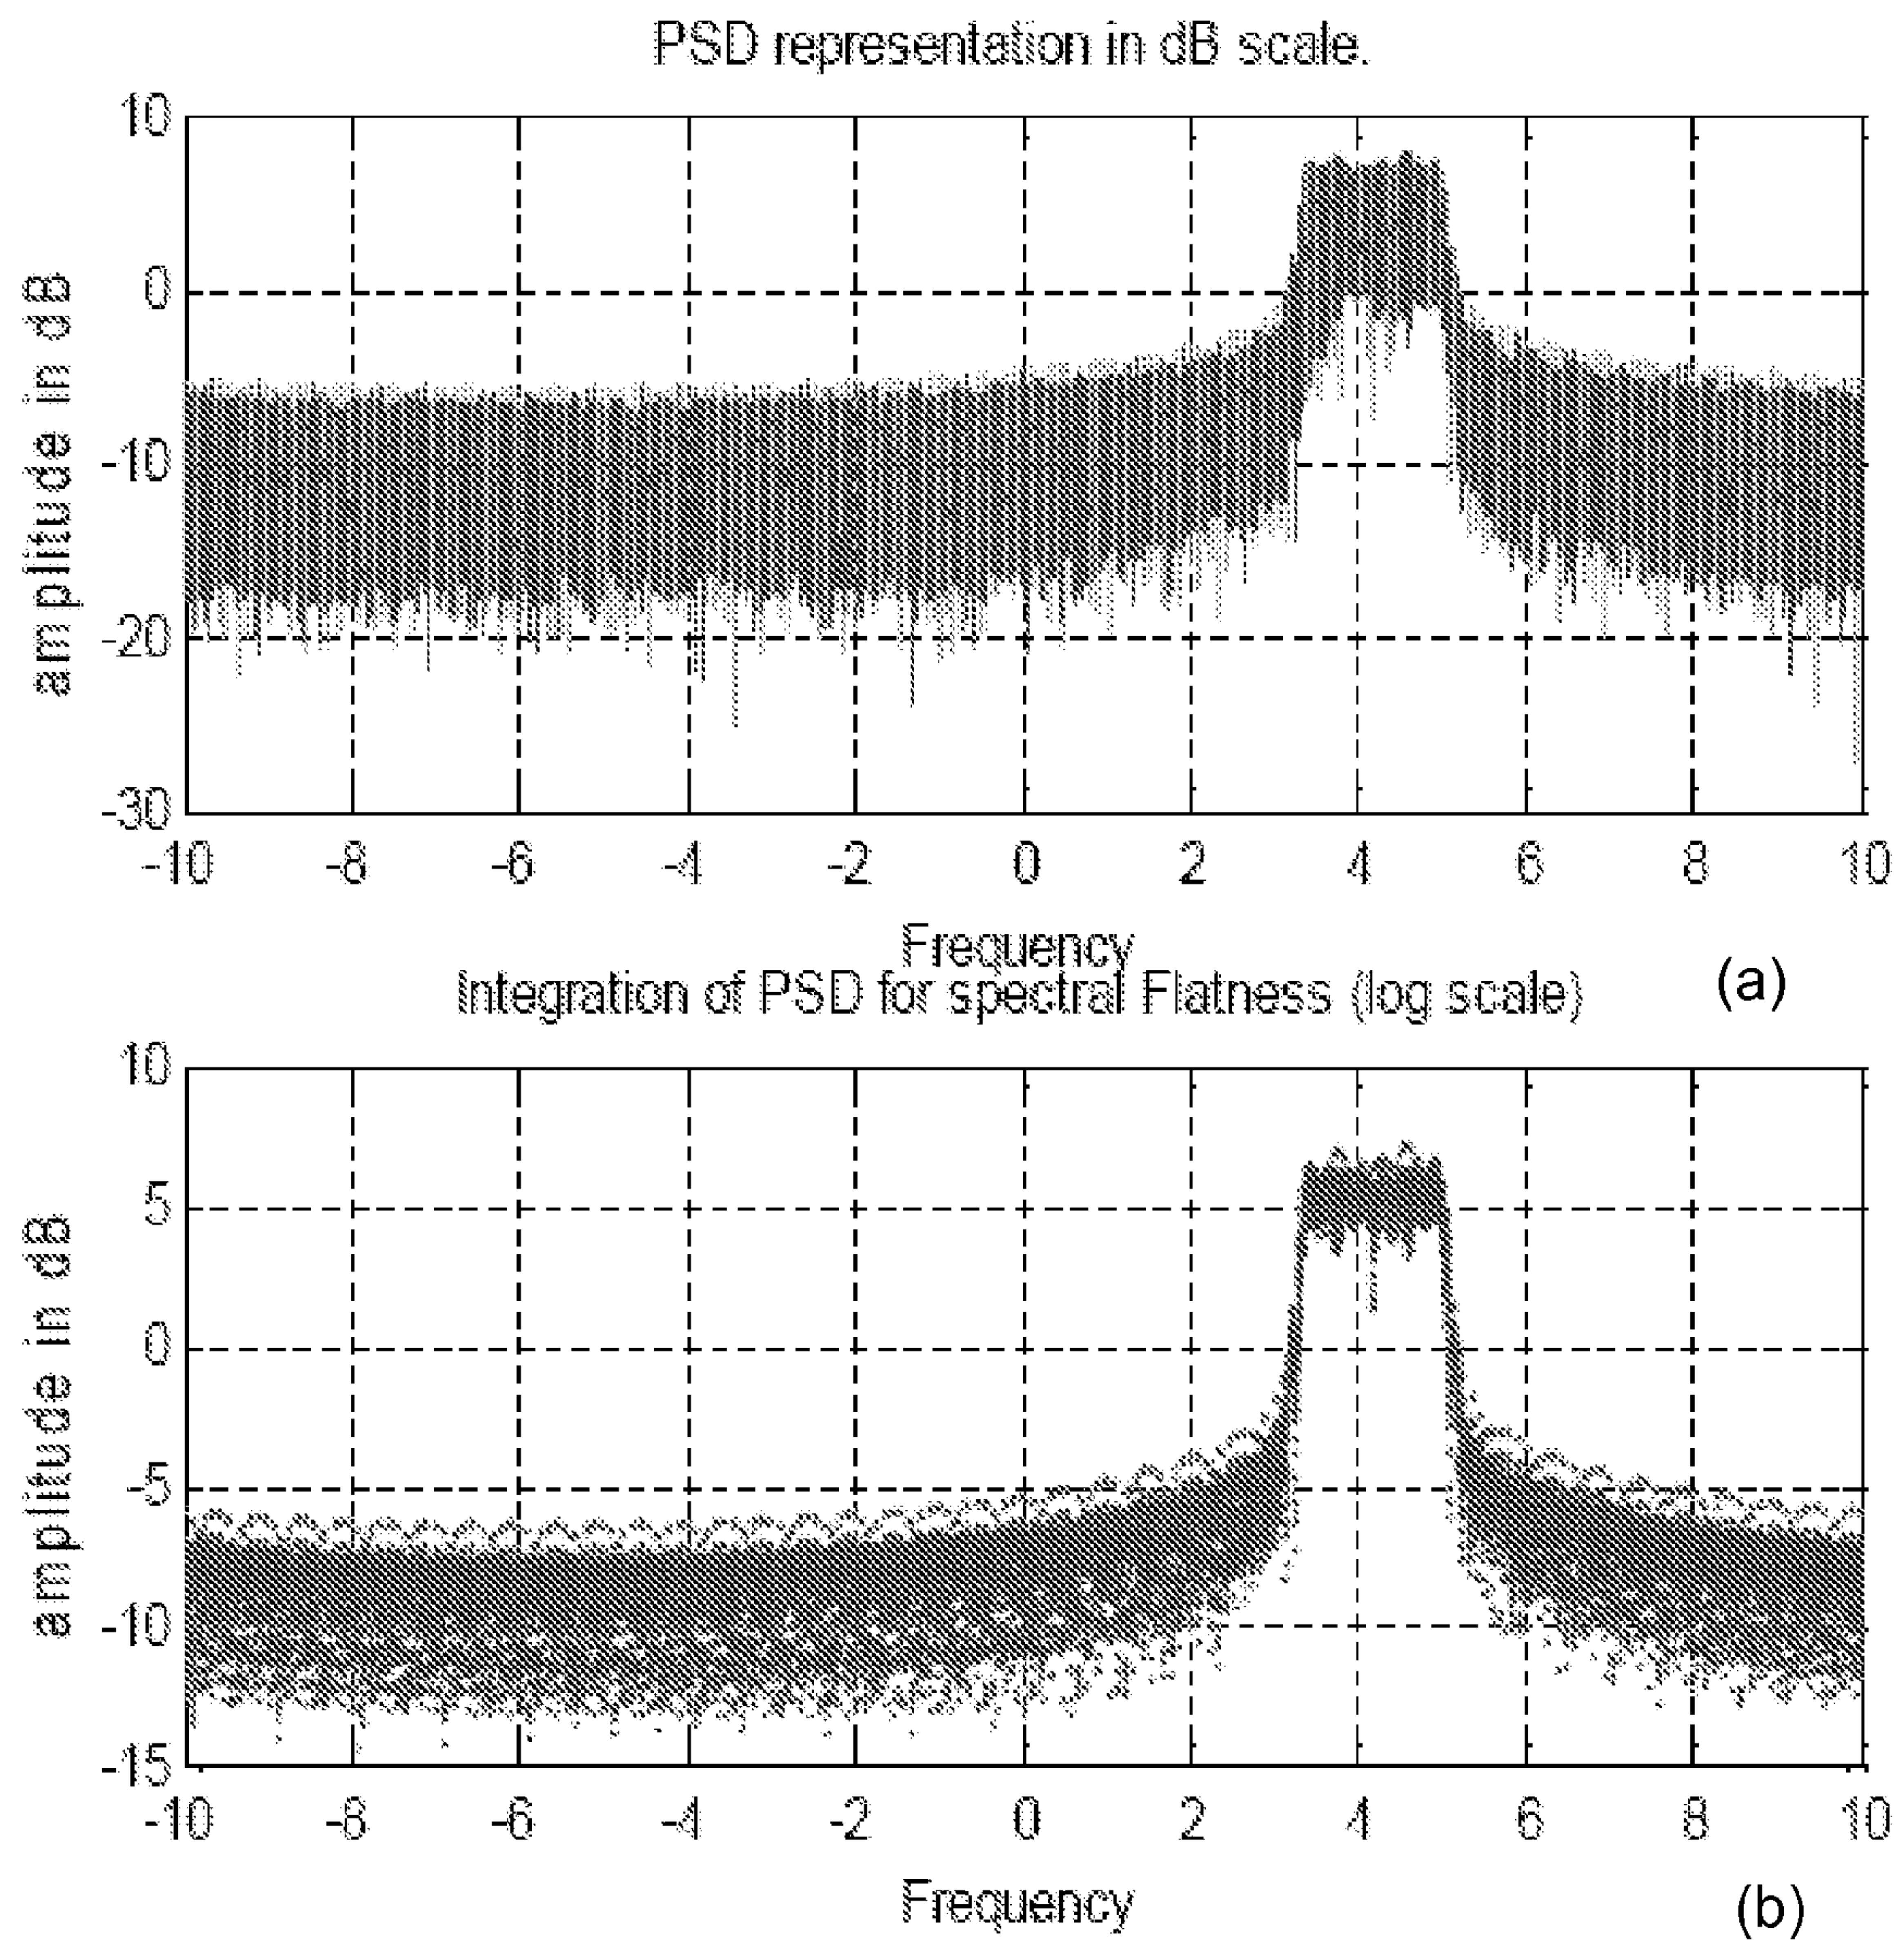 PSD representation in dB scale.
10
0
-10
-20
-30
amplitude in dB
-10 -8 -6 -4 -2 0 2 4 6 8 10
Frequency
(a)
Integration of PSD for spectral Flatness (log scale)
10
5
0
-5
-10
-15
amplitude in dB
-10 -8 -6 -4 -2 0 2 4 6 8 10
Frequency
(b)